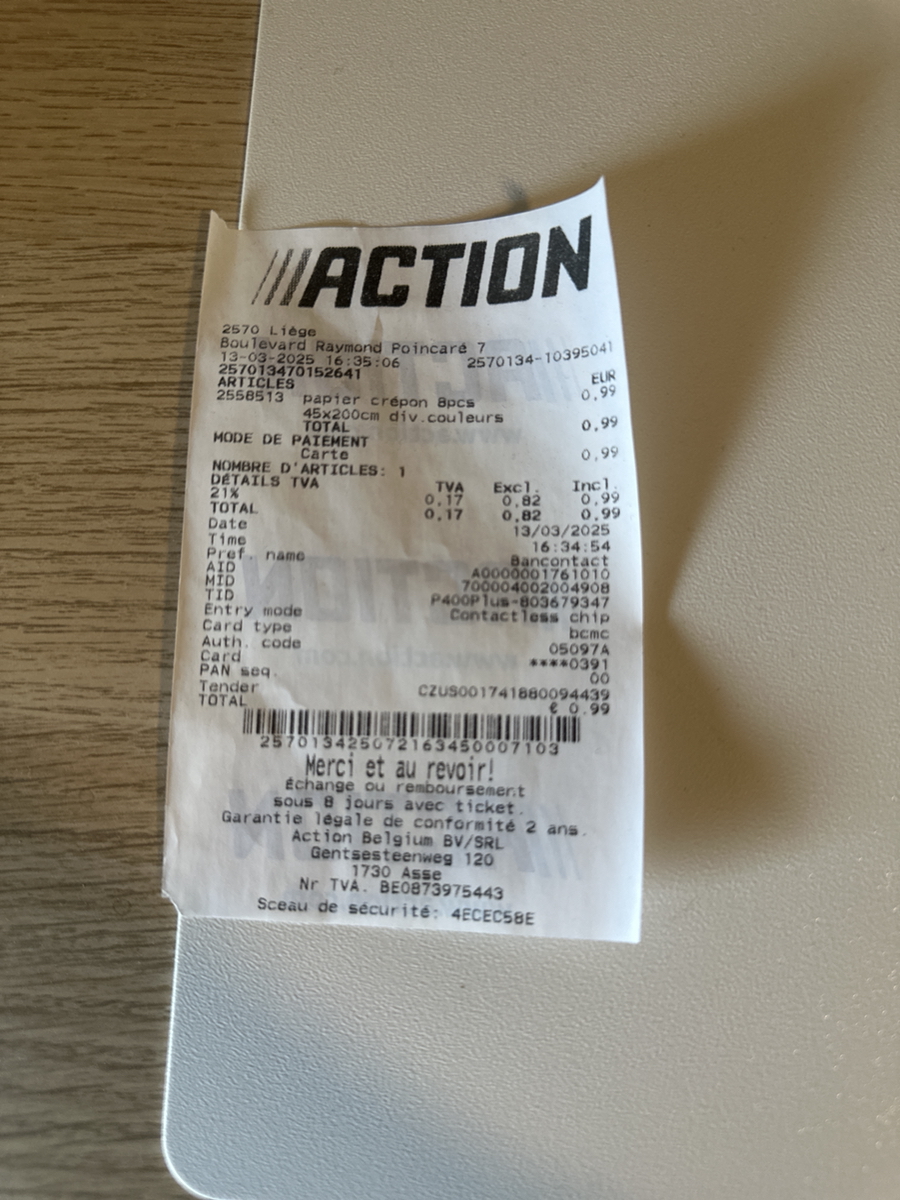 ///ACTION
2570 Liège
Boulevard Raymond Poincaré 7
13-03-2025 16:35:06 2570134-10395041
257013470152641
ARTICLES EUR
2558513 papier crépon 8pcs 0,99
45x200cm div.couleurs
TOTAL 0,99
MODE DE PAIEMENT
Carte 0,99
NOMBRE D'ARTICLES: 1
DÉTAILS TVA TVA Excl. Incl.
21% 0,17 0,82 0,99
TOTAL 0,17 0,82 0,99
Date 13/03/2025
Time 16:34:54
Pref. name Bancontact
AID A0000001761010
MID 700004002004908
TID P400Plus-803679347
Entry mode Contactless chip
Card type bcmc
Auth. code 05097A
Card ****0391
PAN seq. 00
Tender CZUS001741880094439
TOTAL € 0.99
257013425072163450007103
Merci et au revoir!
Échange ou remboursement
sous 8 jours avec ticket.
Garantie légale de conformité 2 ans.
Action Belgium BV/SRL
Gentsesteenweg 120
1730 Asse
Nr TVA. BE0873975443
Sceau de sécurité: 4ECEC58E